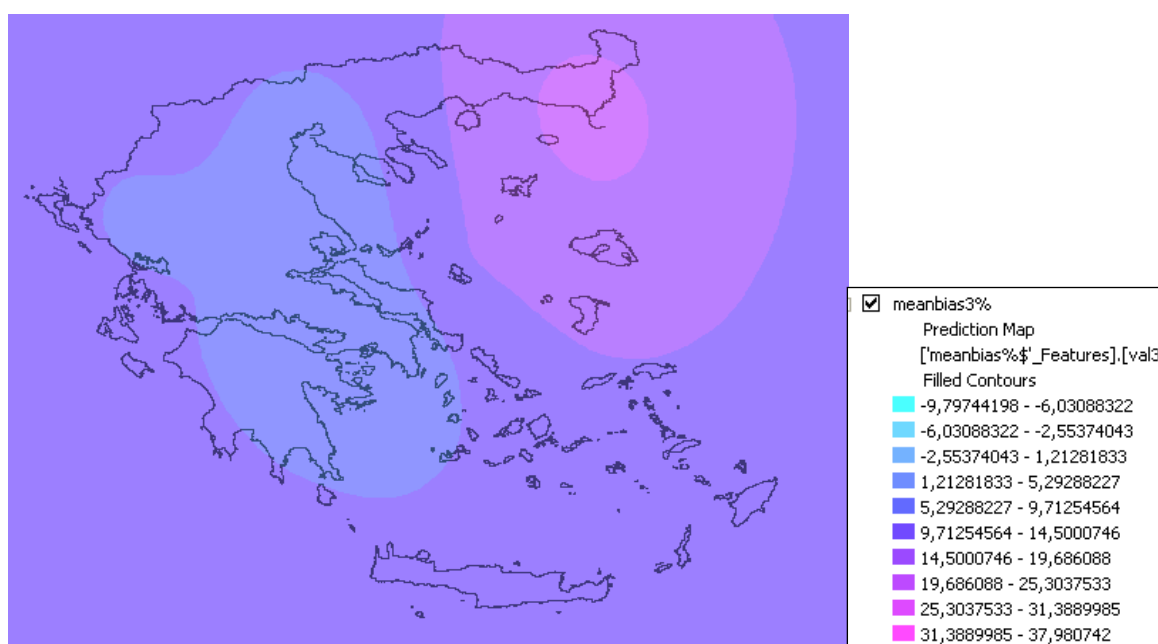 meanbias3%
Prediction Map
['meanbias%$'_Features].[val3
Filled Contours
-9,79744198 - -6,03088322
-6,03088322 - -2,55374043
-2,55374043 - 1,21281833
1,21281833 - 5,29288227
5,29288227 - 9,71254564
9,71254564 - 14,5000746
14,5000746 - 19,686088
19,686088 - 25,3037533
25,3037533 - 31,3889985
31,3889985 - 37,980742